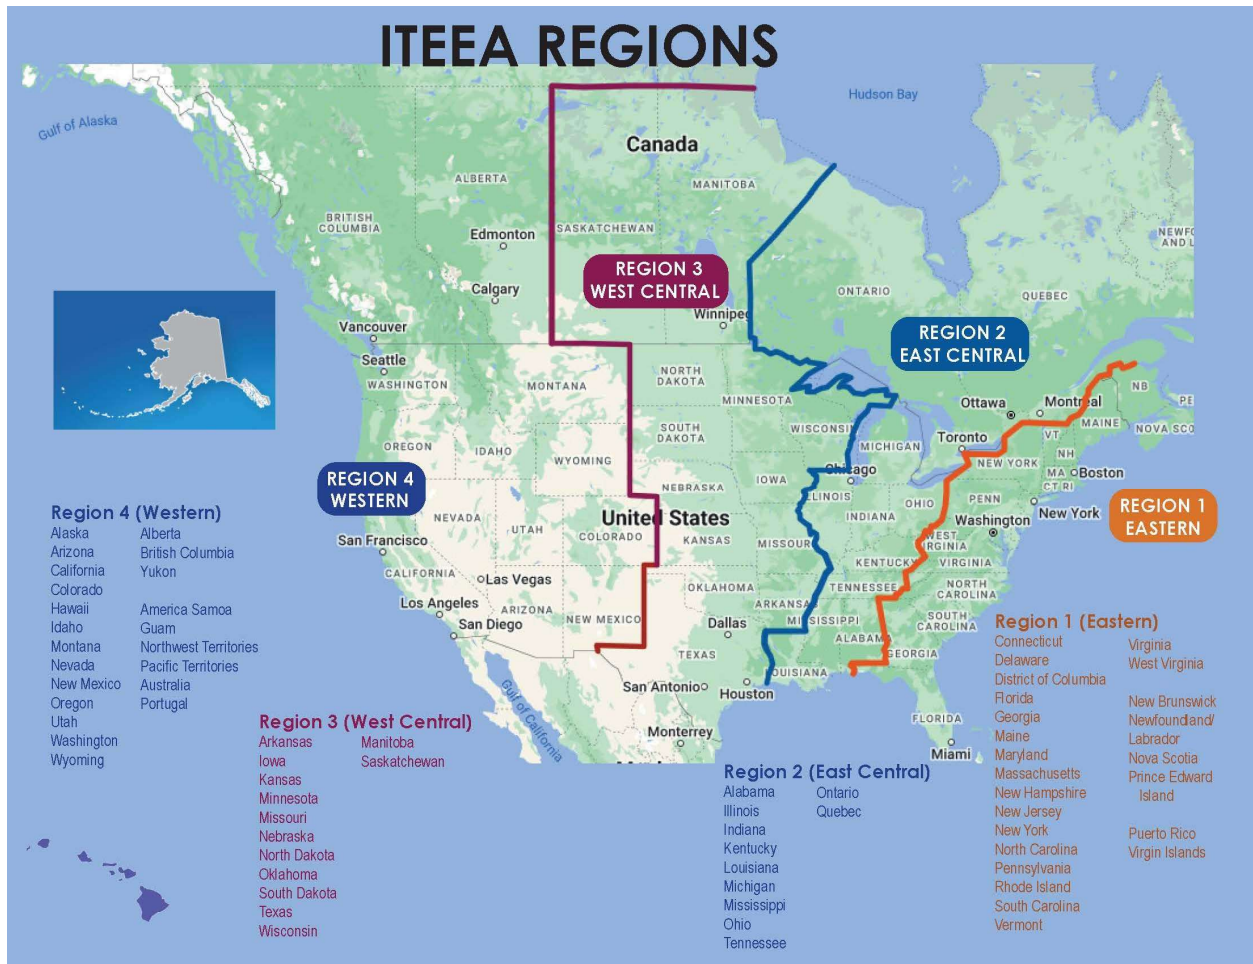 ITEEA REGIONS
Hudson Bay
Gulf of Alaska
Canada
ALBERTA
MANITOBA
BRITISH
COLUMBIA
SASKATCHEWAN
NEWF
AND L
Edmonton
REGION 3
WEST CENTRAL
Calgary
ONTARIO
QUEBEC
Winnipeg
Vancouver
REGION 2
EAST CENTRAL
Seattle
WASHINGTON
MONTANA
NORTH
DAKOTA
MINNESOTA
Ottawa
Montreal
NB
PE
MAINE
NOVA SCO
OREGON
IDAHO
SOUTH
DAKOTA
WISCONSIN
MICHIGAN
Toronto
VT
NH
WYOMING
NEW YORK
MA
Boston
CT RI
REGION 4
WESTERN
Chicago
NEBRASKA
IOWA
ILLINOIS
OHIO
PENN
New York
REGION 1
EASTERN
NEVADA
United States
INDIANA
Washington
UTAH
COLORADO
KANSAS
MISSOUR
WEST
VIRGINIA
San Francisco
KENTUCKY
VIRGINIA
CALIFORNIA
Las Vegas
OKLAHOMA
TENNESSEE
NORTH
CAROLINA
Los Angeles
ARIZONA
NEW MEXICO
ARKANSAS
MISSISSIPPI
SOUTH
CAROLINA
San Diego
Dallas
ALABAMA
GEORGIA
TEXAS
LOUISIANA
San Antonio
Houston
Gulf of California
FLORIDA
Monterrey
Miami
Region 4 (Western)
Alaska
Arizona
California
Colorado
Hawaii
Idaho
Montana
Nevada
New Mexico
Oregon
Utah
Washington
Wyoming
Alberta
British Columbia
Yukon
America Samoa
Guam
Northwest Territories
Pacific Territories
Australia
Portugal
Region 3 (West Central)
Arkansas
Iowa
Kansas
Minnesota
Missouri
Nebraska
North Dakota
Oklahoma
South Dakota
Texas
Wisconsin
Manitoba
Saskatchewan
Region 2 (East Central)
Alabama
Illinois
Indiana
Kentucky
Louisiana
Michigan
Mississippi
Ohio
Tennessee
Ontario
Quebec
Region 1 (Eastern)
Connecticut
Delaware
District of Columbia
Florida
Georgia
Maine
Maryland
Massachusetts
New Hampshire
New Jersey
New York
North Carolina
Pennsylvania
Rhode Island
South Carolina
Vermont
Virginia
West Virginia
New Brunswick
Newfoundland/
Labrador
Nova Scotia
Prince Edward
Island
Puerto Rico
Virgin Islands